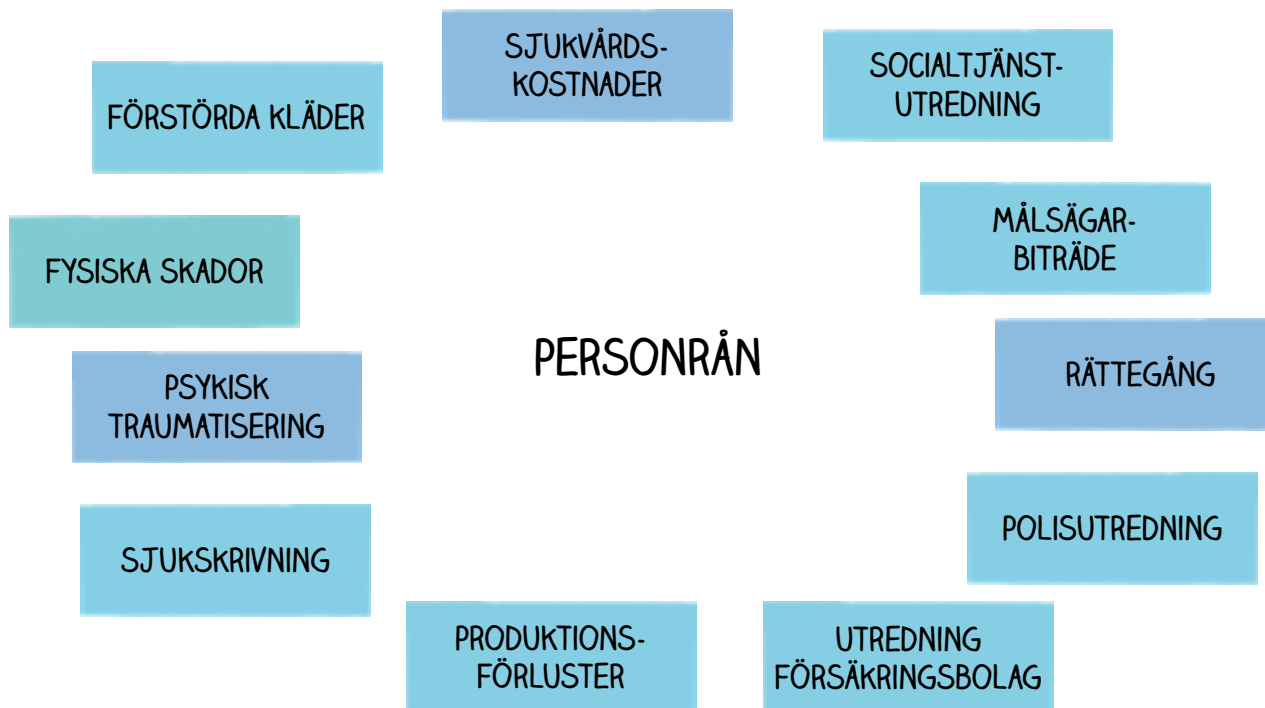 SJUKVÅRDS-
KOSTNADER
SOCIALTJÄNST-
UTREDNING
FÖRSTÖRDA KLÄDER
MÅLSÄGAR-
BITRÄDE
FYSISKA SKADOR
PERSONRÅN
RÄTTEGÅNG
PSYKISK
TRAUMATISERING
POLISUTREDNING
SJUKSKRIVNING
PRODUKTIONS-
FÖRLUSTER
UTREDNING
FÖRSÄKRINGSBOLAG